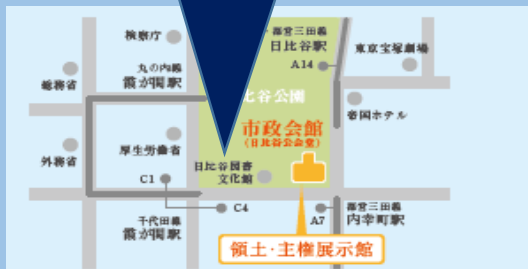 検察庁
都営三田線
日比谷駅
東京宝塚劇場
丸の内線
霞が関駅
A14
総務省
比谷公園
帝国ホテル
市政会館
(日比谷公会堂)
厚生労働省
外務省
日比谷図書
文化館
C1
C4
A7
都営三田線
内幸町駅
千代田線
霞が関駅
領土・主権展示館